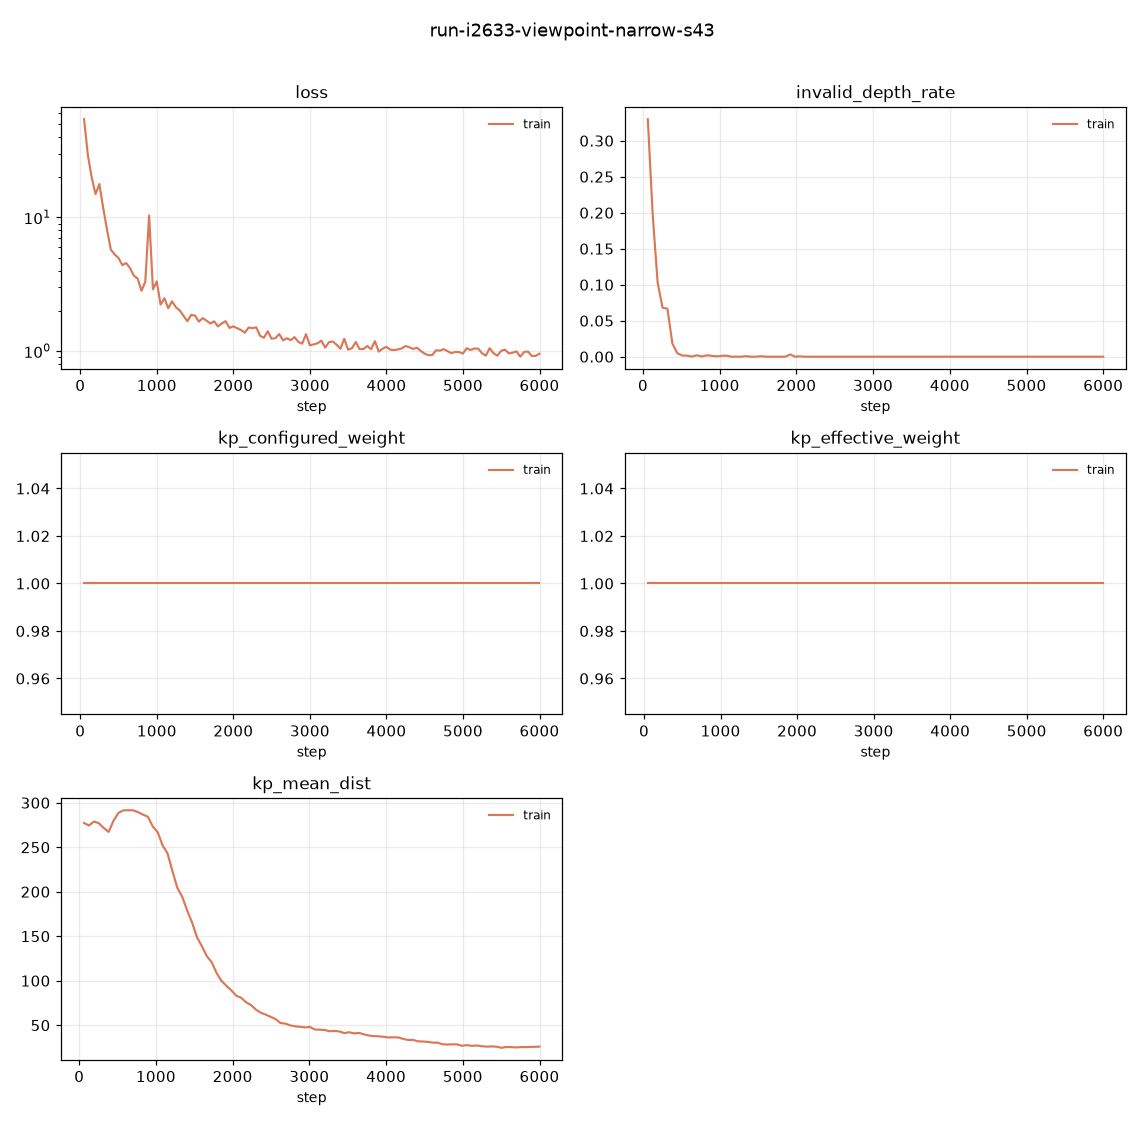 run-i2633-viewpoint-narrow-s43
loss
train
10^1
10^0
0 1000 2000 3000 4000 5000 6000
step
invalid_depth_rate
train
0.30
0.25
0.20
0.15
0.10
0.05
0.00
0 1000 2000 3000 4000 5000 6000
step
kp_configured_weight
train
1.04
1.02
1.00
0.98
0.96
0 1000 2000 3000 4000 5000 6000
step
kp_effective_weight
train
1.04
1.02
1.00
0.98
0.96
0 1000 2000 3000 4000 5000 6000
step
kp_mean_dist
train
300
250
200
150
100
50
0 1000 2000 3000 4000 5000 6000
step